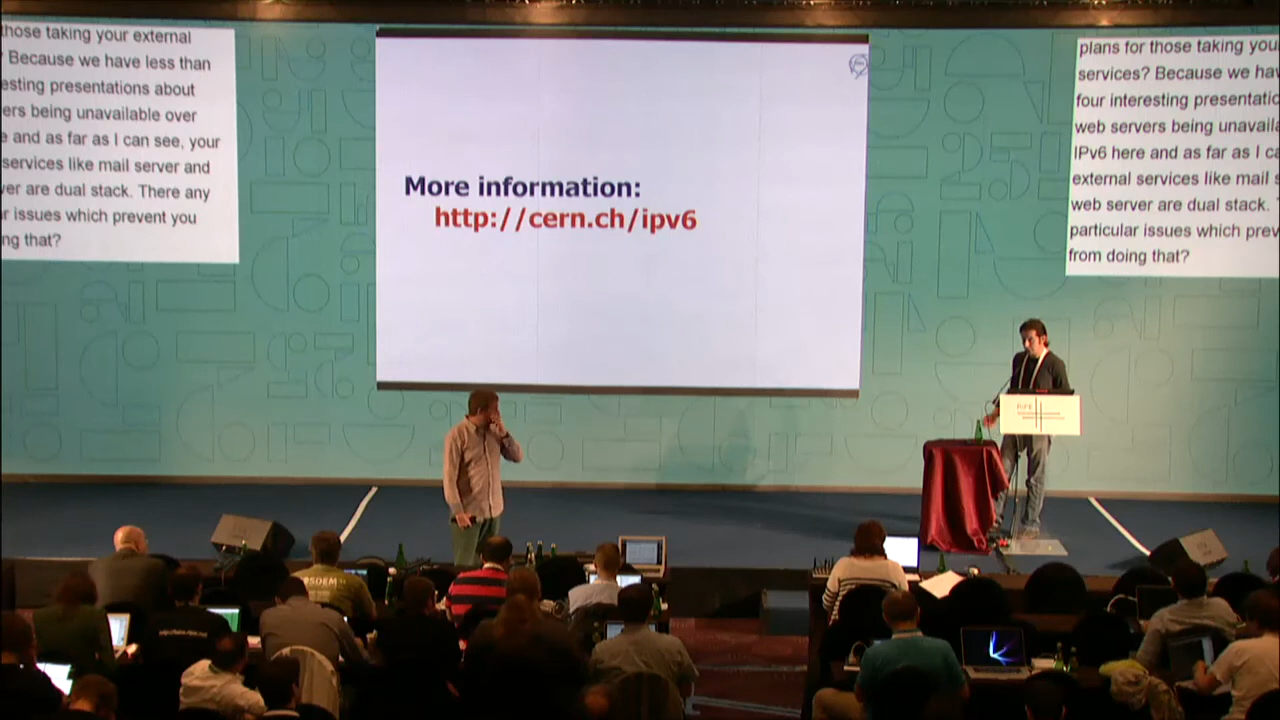 those taking your external
Because we have less than
esting presentations about
ers being unavailable over
e and as far as I can see, your
services like mail server and
ver are dual stack. There any
r issues which prevent you
ng that?
More information:
http://cern.ch/ipv6
plans for those taking you
services? Because we hav
four interesting presentatio
web servers being unavaila
IPv6 here and as far as I ca
external services like mail s
web server are dual stack.
particular issues which prev
from doing that?
RIPE